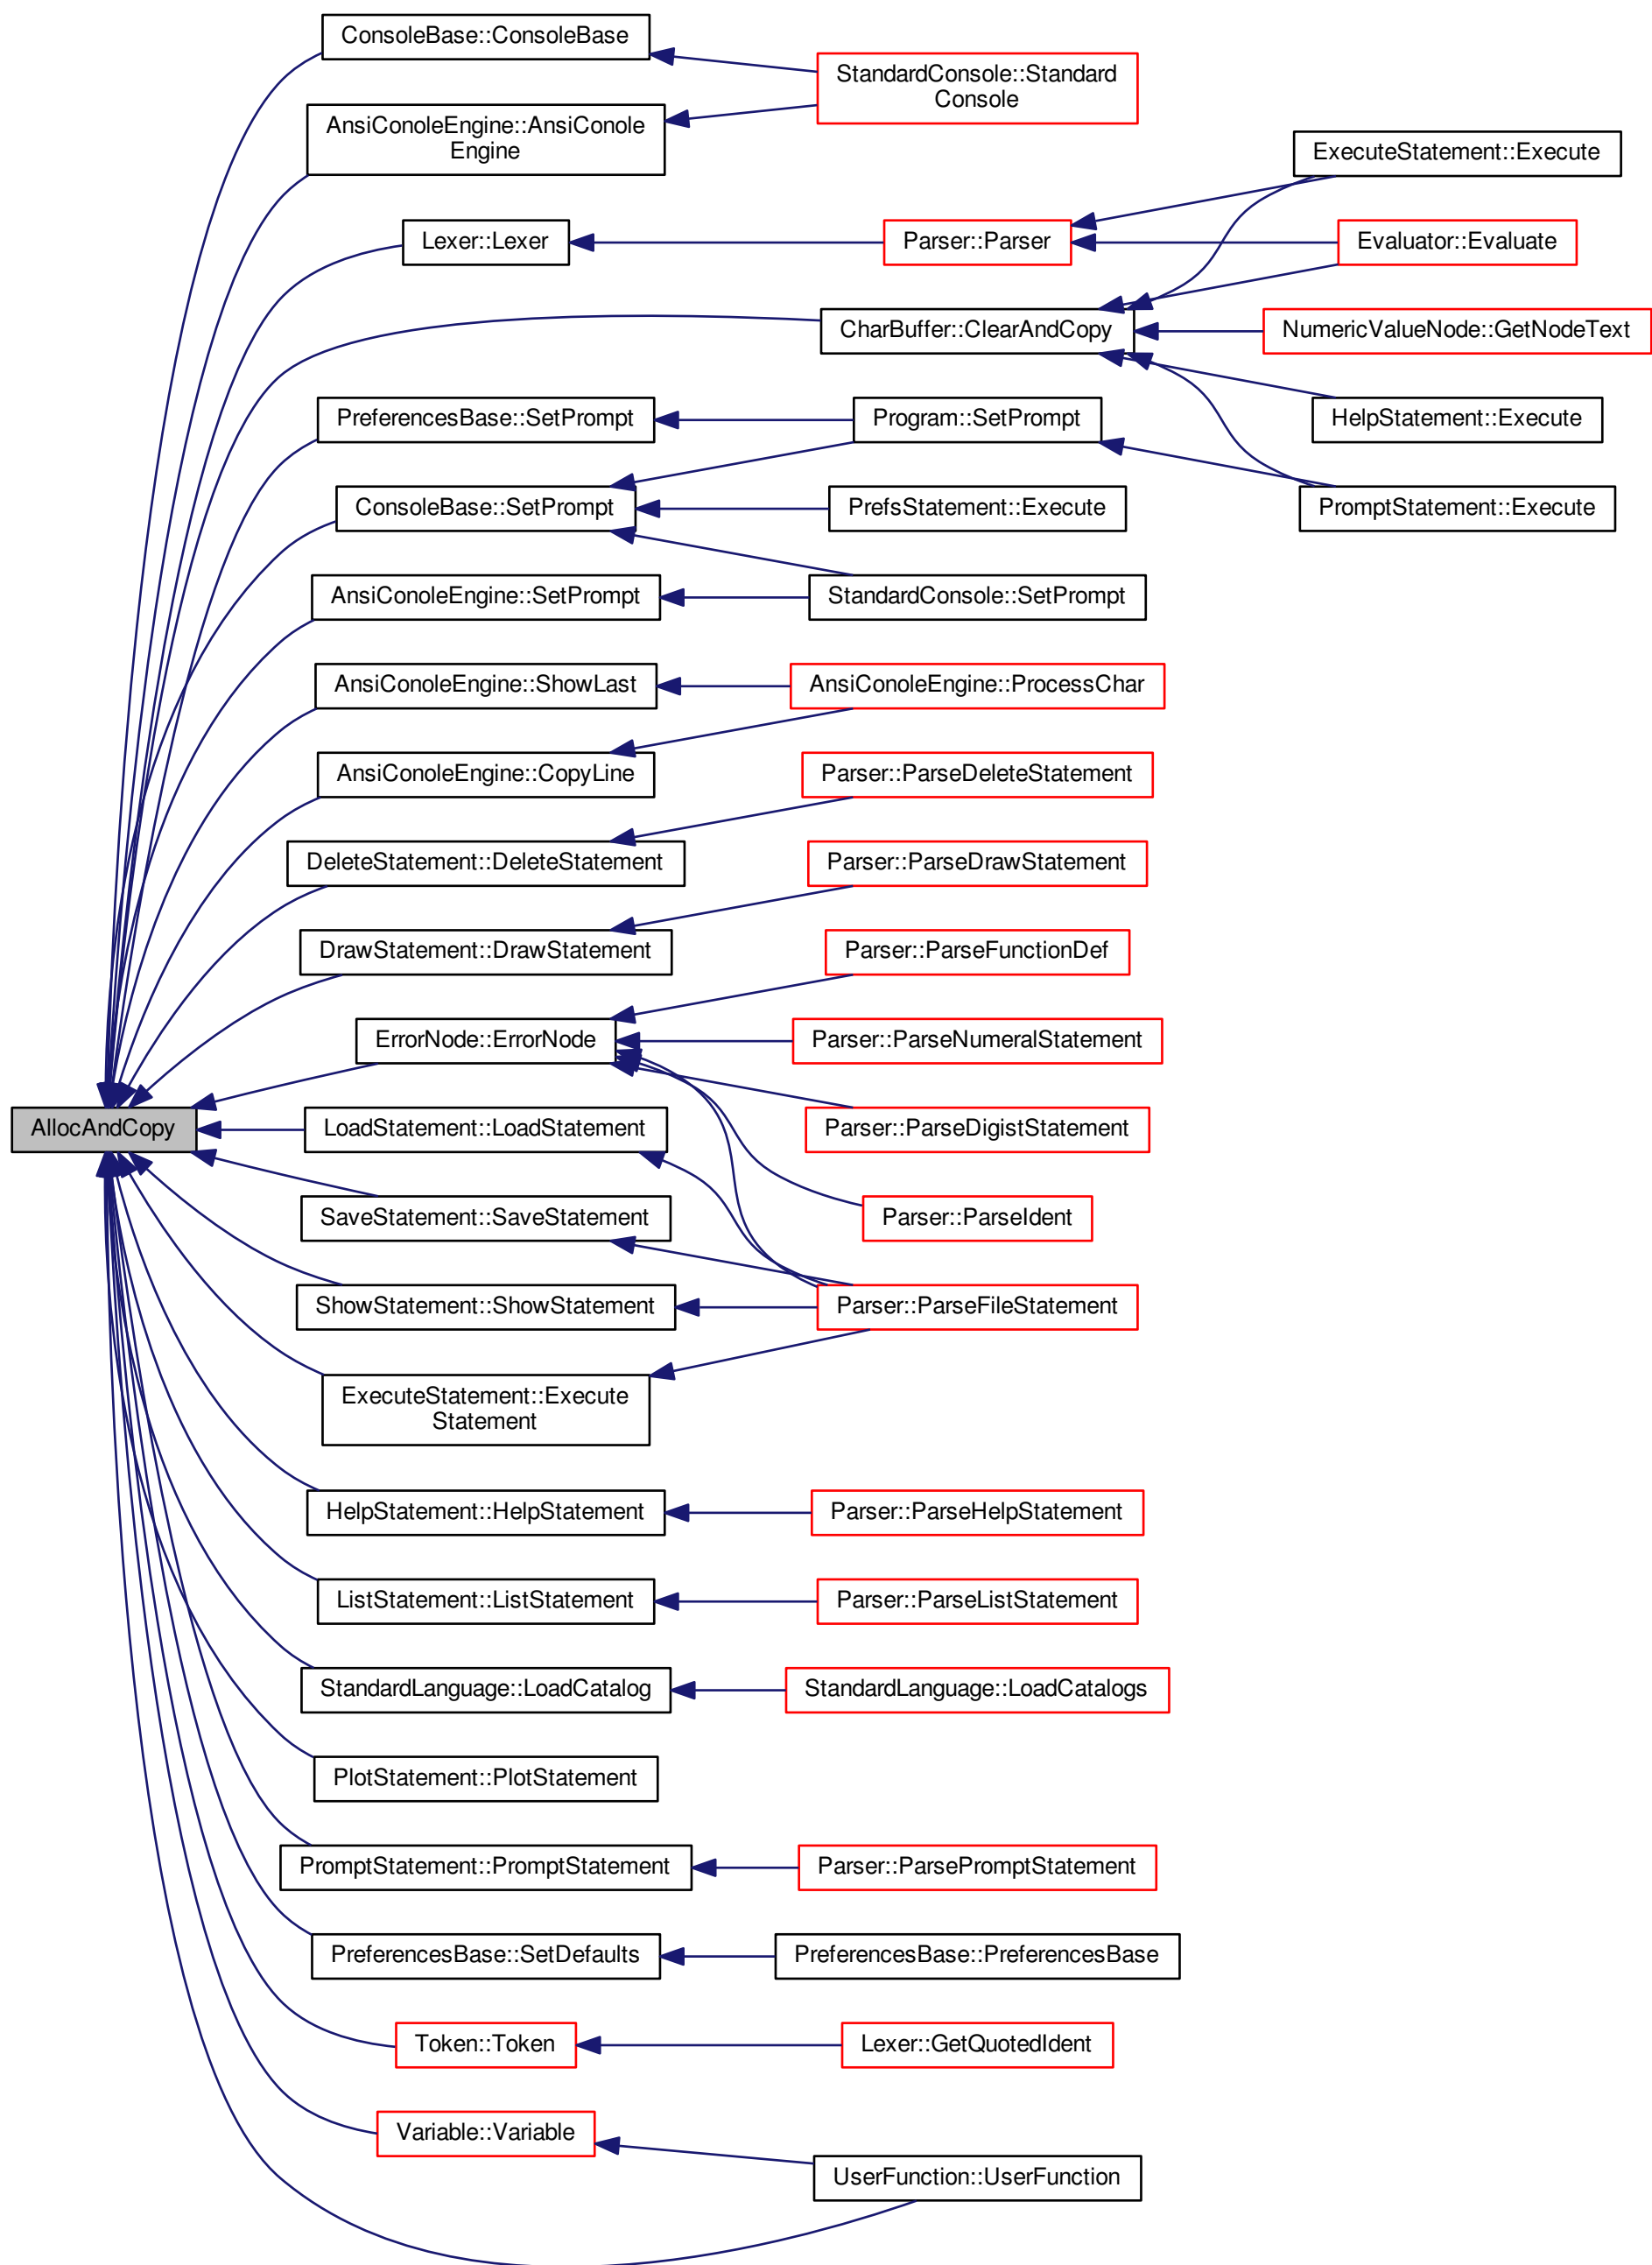 ConsoleBase::ConsoleBase
StandardConsole::Standard
Console
AnsiConoleEngine::AnsiConole
Engine
ExecuteStatement::Execute
Lexer::Lexer
Parser::Parser
Evaluator::Evaluate
CharBuffer::ClearAndCopy
NumericValueNode::GetNodeText
PreferencesBase::SetPrompt
Program::SetPrompt
HelpStatement::Execute
ConsoleBase::SetPrompt
PrefsStatement::Execute
PromptStatement::Execute
AnsiConoleEngine::SetPrompt
StandardConsole::SetPrompt
AnsiConoleEngine::ShowLast
AnsiConoleEngine::ProcessChar
AnsiConoleEngine::CopyLine
Parser::ParseDeleteStatement
DeleteStatement::DeleteStatement
Parser::ParseDrawStatement
DrawStatement::DrawStatement
Parser::ParseFunctionDef
ErrorNode::ErrorNode
Parser::ParseNumeralStatement
AllocAndCopy
LoadStatement::LoadStatement
Parser::ParseDigistStatement
SaveStatement::SaveStatement
Parser::ParseIdent
ShowStatement::ShowStatement
Parser::ParseFileStatement
ExecuteStatement::Execute
Statement
HelpStatement::HelpStatement
Parser::ParseHelpStatement
ListStatement::ListStatement
Parser::ParseListStatement
StandardLanguage::LoadCatalog
StandardLanguage::LoadCatalogs
PlotStatement::PlotStatement
PromptStatement::PromptStatement
Parser::ParsePromptStatement
PreferencesBase::SetDefaults
PreferencesBase::PreferencesBase
Token::Token
Lexer::GetQuotedIdent
Variable::Variable
UserFunction::UserFunction